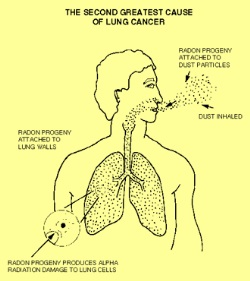 THE SECOND GREATEST CAUSE
OF LUNG CANCER
RADON PROGENY
ATTACHED TO
DUST PARTICLES
DUST INHALED
RADON PROGENY
ATTACHED TO
LUNG WALLS
RADON PROGENY PRODUCES ALPHA
RADIATION DAMAGE TO LUNG CELLS